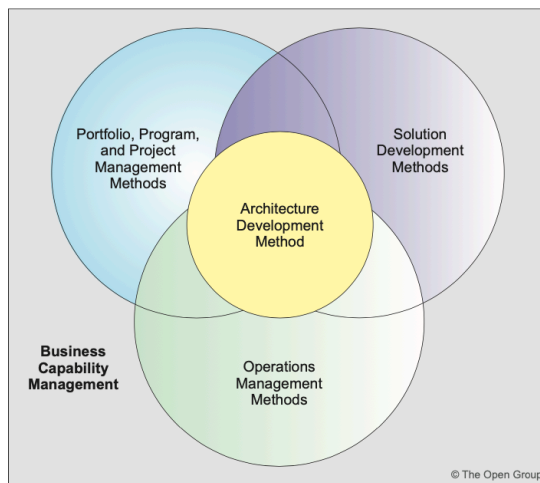 Portfolio, Program,
and Project
Management
Methods
Solution
Development
Methods
Architecture
Development
Method
Business
Capability
Management
Operations
Management
Methods
© The Open Group